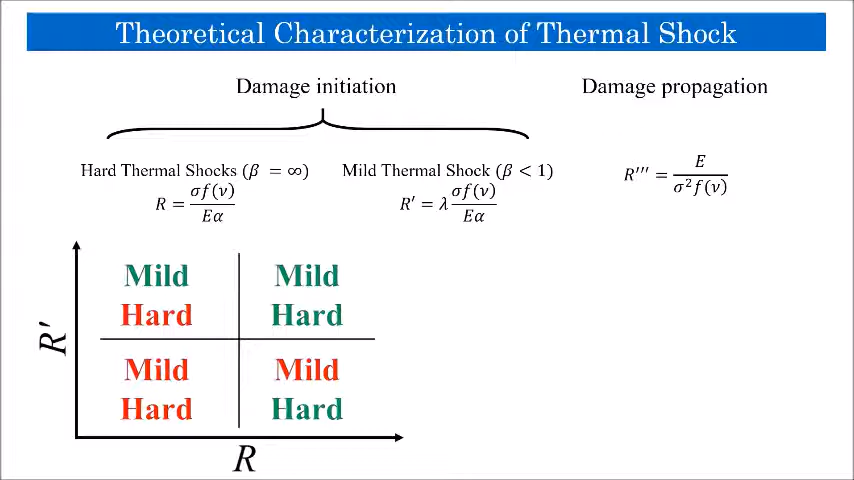 Theoretical Characterization of Thermal Shock
Damage initiation
Damage propagation
Hard Thermal Shocks (β = ∞)
R = σf(ν)/Eα
Mild Thermal Shock (β < 1)
R′ = λ σf(ν)/Eα
R′′′ = E/σ²f(ν)
Mild Mild
Hard Hard
Mild Mild
Hard Hard
R′
R